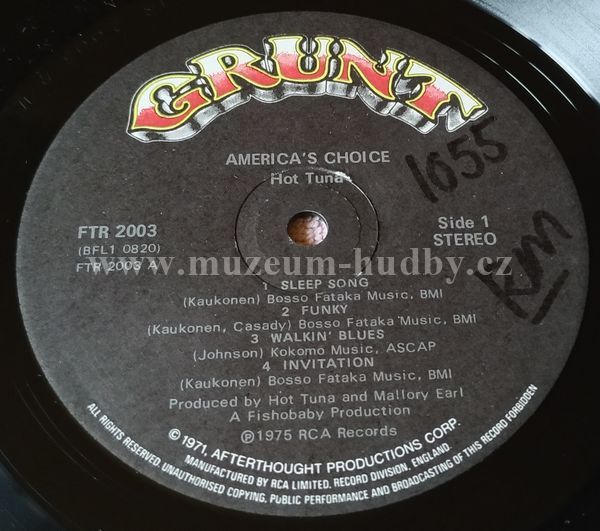 GRUNT
AMERICA'S CHOICE
Hot Tuna
1055
FTR 2003
(BFL1 0820)
FTR 2003 A
Side 1
STEREO
RM
www.muzeum-hudby.cz
1 SLEEP SONG
(Kaukonen) Bosso Fataka Music, BMI
2 FUNKY
(Kaukonen, Casady) Bosso Fataka Music, BMI
3 WALKIN' BLUES
(Johnson) Kokomo Music, ASCAP
4 INVITATION
(Kaukonen) Bosso Fataka Music, BMI
Produced by Hot Tuna and Mallory Earl
A Fishobaby Production
Ⓟ 1975 RCA Records
© 1971, AFTERTHOUGHT PRODUCTIONS CORP.
MANUFACTURED BY RCA LIMITED, RECORD DIVISION, ENGLAND.
ALL RIGHTS RESERVED. UNAUTHORISED COPYING, PUBLIC PERFORMANCE AND BROADCASTING OF THIS RECORD FORBIDDEN